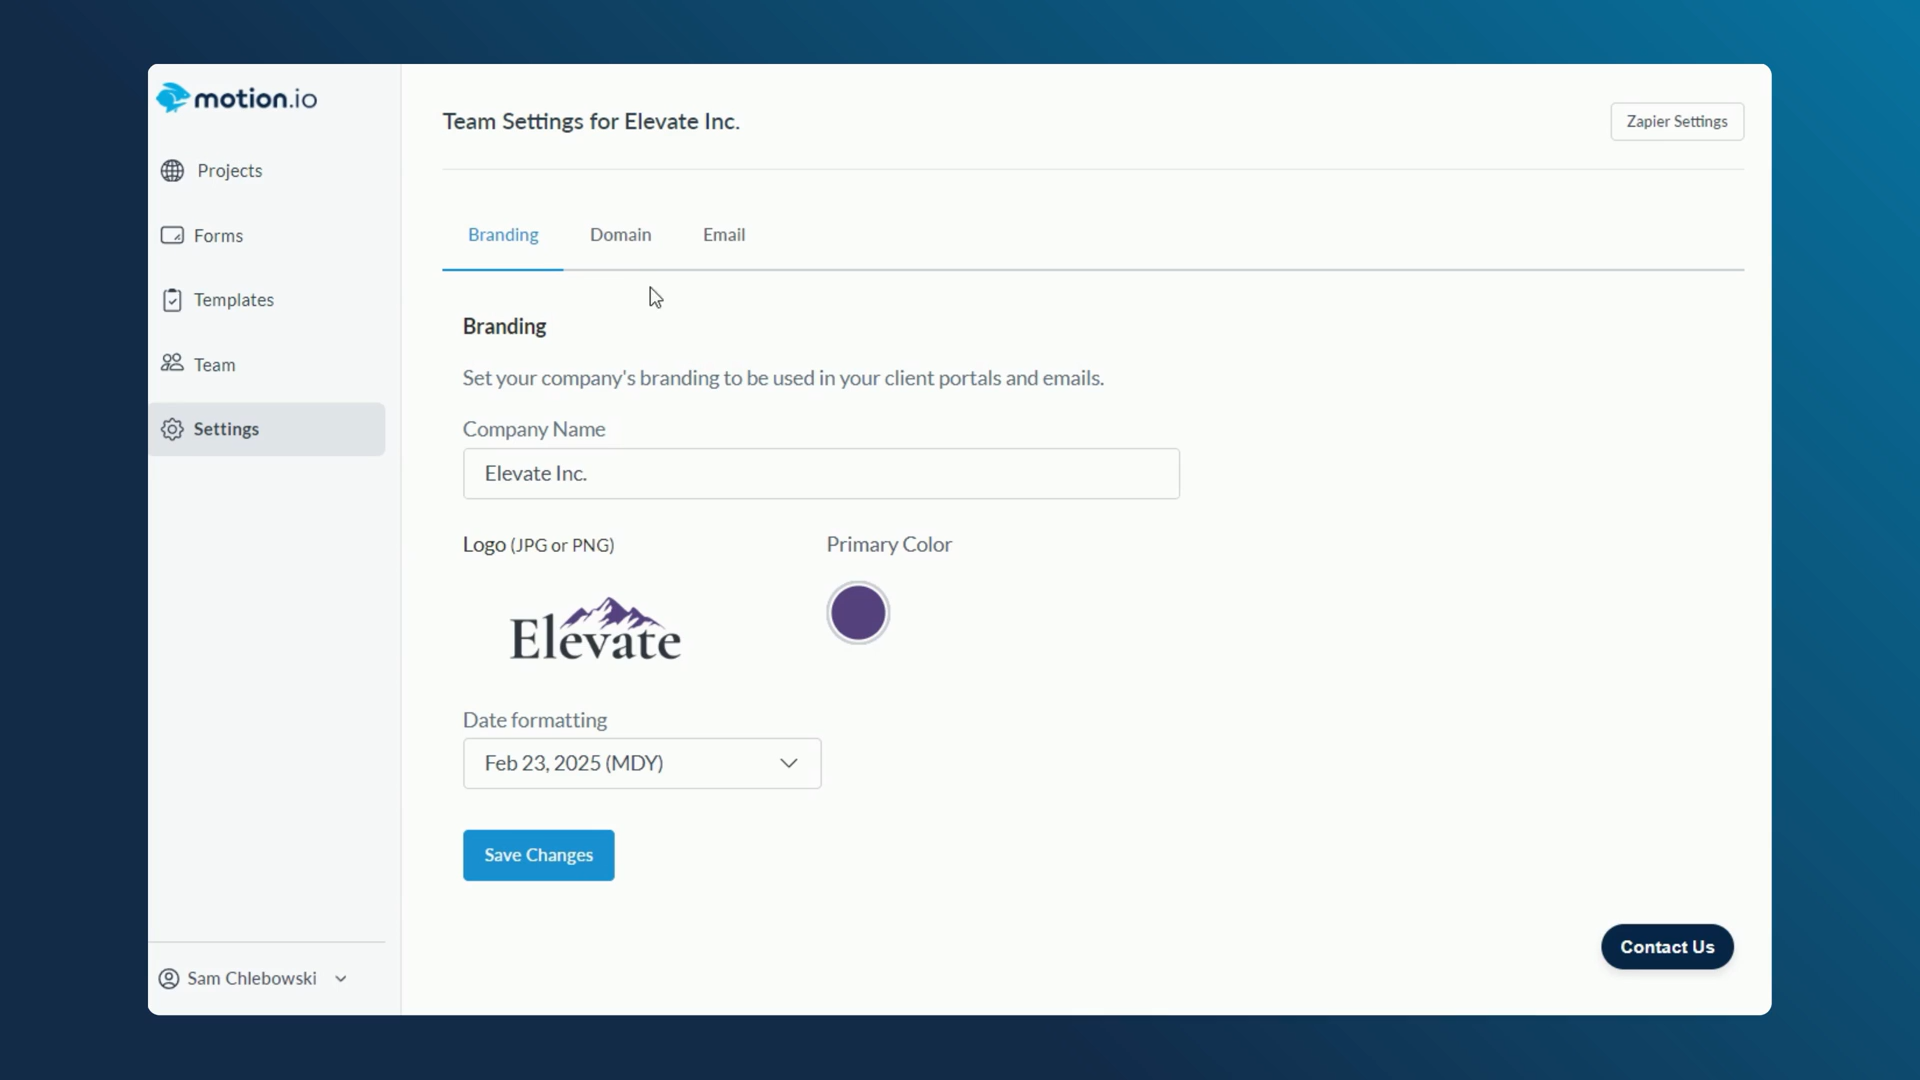 motion.io
Projects
Forms
Templates
Team
Settings
Sam Chlebowski
Team Settings for Elevate Inc.
Zapier Settings
Branding
Domain
Email
Branding
Set your company's branding to be used in your client portals and emails.
Company Name
Elevate Inc.
Logo (JPG or PNG)
Primary Color
Elevate
Date formatting
Feb 23, 2025 (MDY)
Save Changes
Contact Us